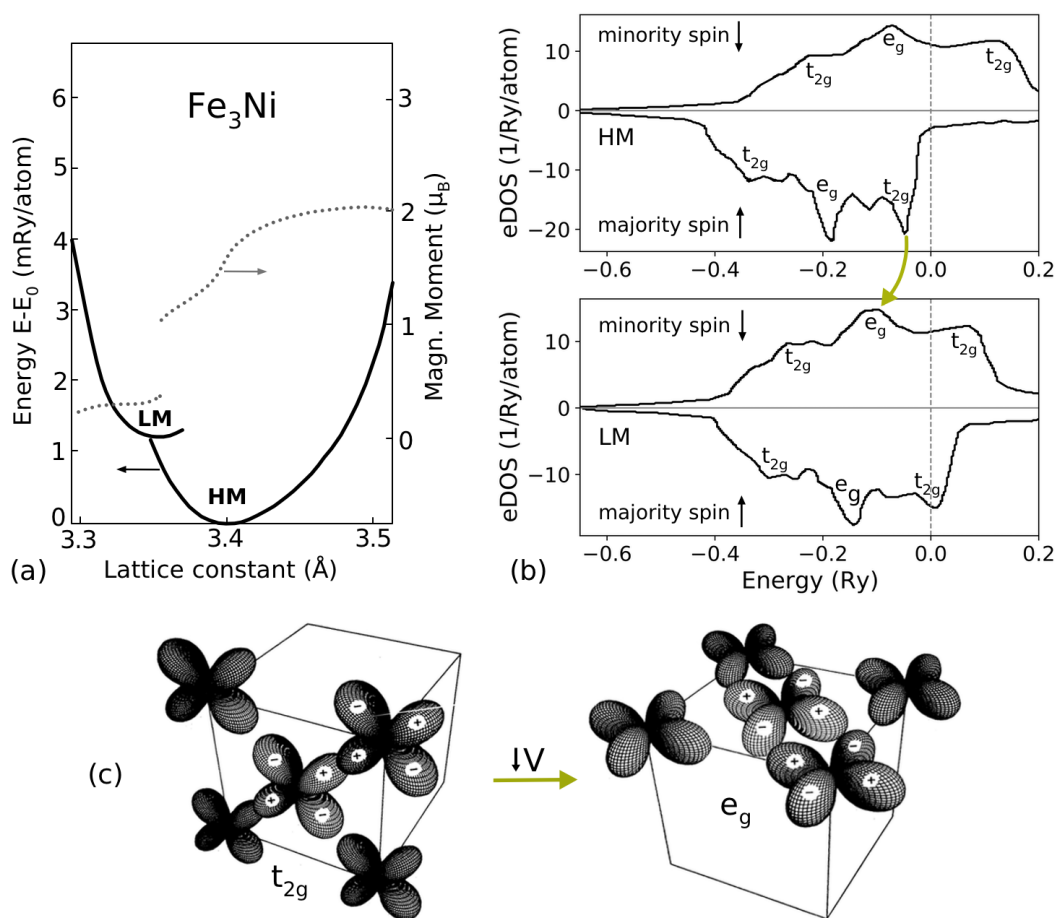 Fe3Ni
Energy E-E0 (mRy/atom)
6
5
4
3
2
1
0
3
2
1
0
Magn. Moment (μB)
LM
HM
3.3
3.4
3.5
Lattice constant (Å)
(a)
minority spin ↓
eg
t2g
t2g
10
0
−10
−20
eDOS (1/Ry/atom)
HM
t2g
eg
t2g
majority spin ↑
−0.6
−0.4
−0.2
0.0
0.2
minority spin ↓
eg
t2g
t2g
10
0
−10
eDOS (1/Ry/atom)
LM
t2g
eg
t2g
majority spin ↑
−0.6
−0.4
−0.2
0.0
0.2
Energy (Ry)
(b)
(c)
−
+
−
+
−
+
+
−
t2g
↓V
−
+
+
−
−
+
+
−
eg